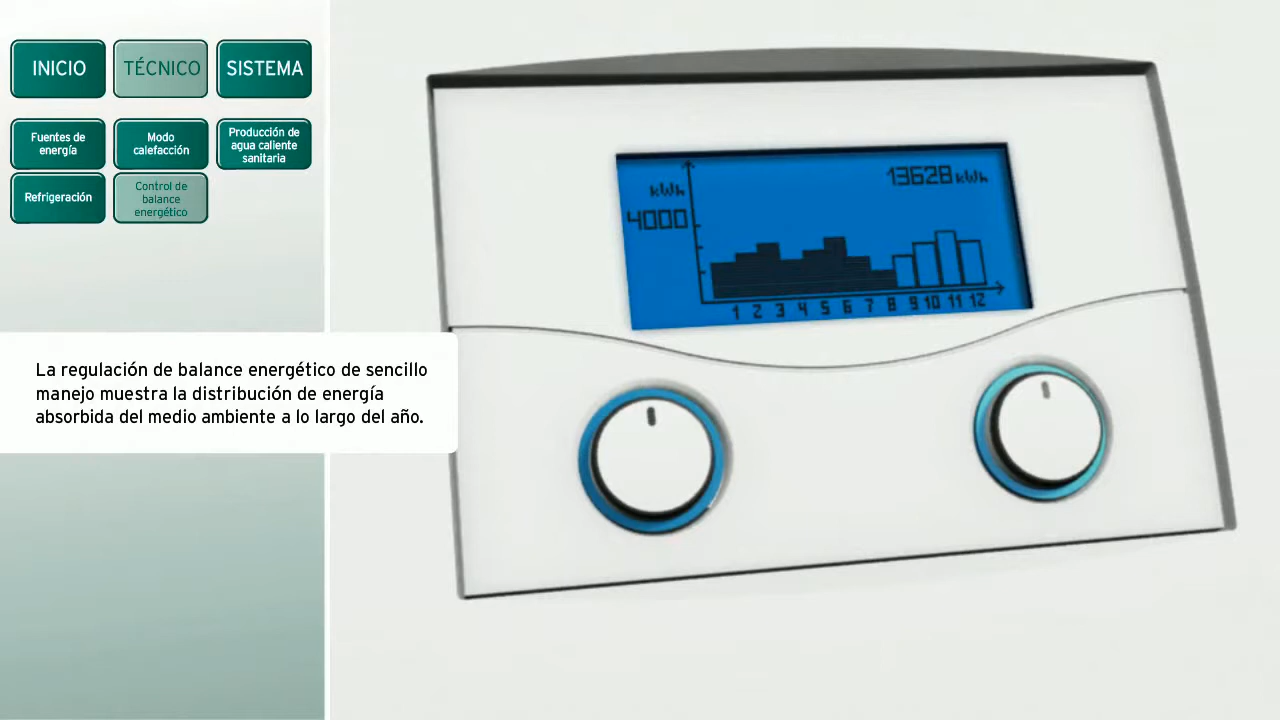 INICIO
TÉCNICO
SISTEMA
Fuentes de
energía
Modo
calefacción
Producción de
agua caliente
sanitaria
Refrigeración
Control de
balance
energético
13628 kWh
kWh
4000
1 2 3 4 5 6 7 8 9 10 11 12
La regulación de balance energético de sencillo
manejo muestra la distribución de energía
absorbida del medio ambiente a lo largo del año.